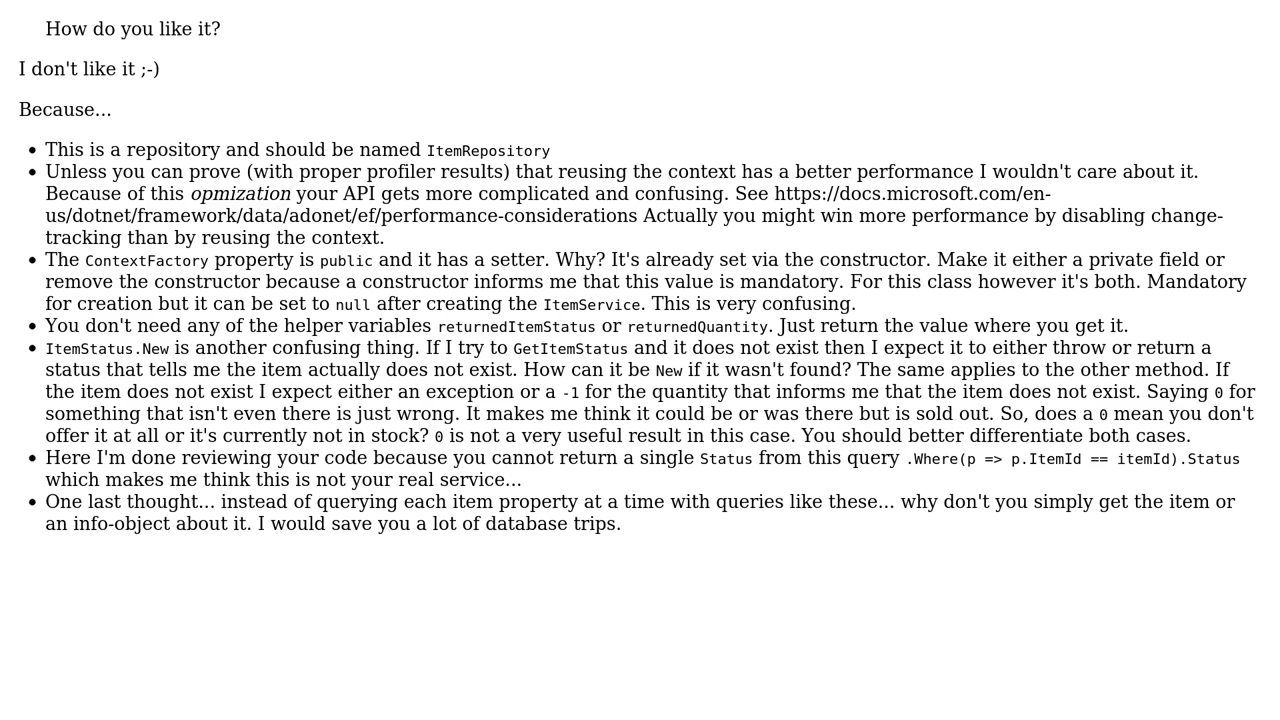 How do you like it?
I don't like it ;-)
Because...
• This is a repository and should be named ItemRepository
• Unless you can prove (with proper profiler results) that reusing the context has a better performance I wouldn't care about it.
Because of this opmization your API gets more complicated and confusing. See https://docs.microsoft.com/en-
us/dotnet/framework/data/adonet/ef/performance-considerations Actually you might win more performance by disabling change-
tracking than by reusing the context.
• The ContextFactory property is public and it has a setter. Why? It's already set via the constructor. Make it either a private field or
remove the constructor because a constructor informs me that this value is mandatory. For this class however it's both. Mandatory
for creation but it can be set to null after creating the ItemService. This is very confusing.
• You don't need any of the helper variables returnedItemStatus or returnedQuantity. Just return the value where you get it.
• ItemStatus.New is another confusing thing. If I try to GetItemStatus and it does not exist then I expect it to either throw or return a
status that tells me the item actually does not exist. How can it be New if it wasn't found? The same applies to the other method. If
the item does not exist I expect either an exception or a -1 for the quantity that informs me that the item does not exist. Saying 0 for
something that isn't even there is just wrong. It makes me think it could be or was there but is sold out. So, does a 0 mean you don't
offer it at all or it's currently not in stock? 0 is not a very useful result in this case. You should better differentiate both cases.
• Here I'm done reviewing your code because you cannot return a single Status from this query .Where(p => p.ItemId == itemId).Status
which makes me think this is not your real service...
• One last thought... instead of querying each item property at a time with queries like these... why don't you simply get the item or
an info-object about it. I would save you a lot of database trips.